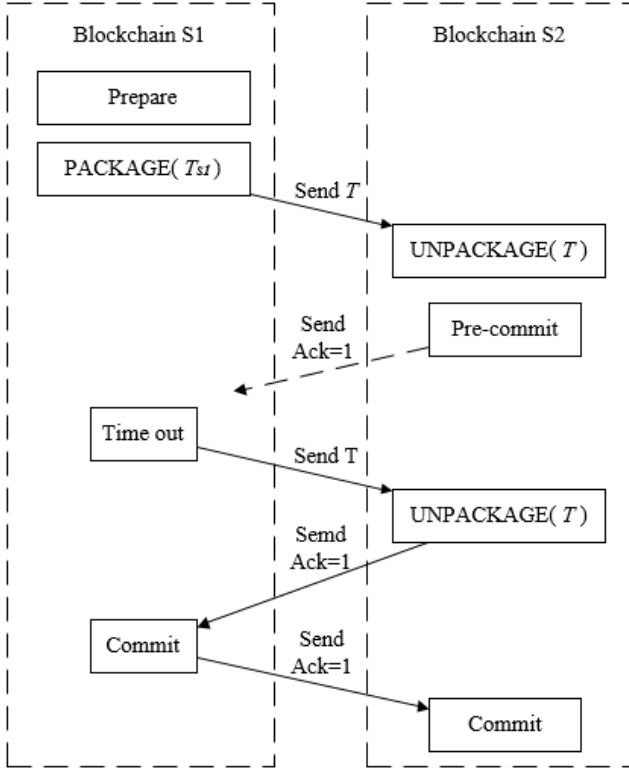 Blockchain S1
Blockchain S2
Prepare
PACKAGE( Ts1 )
Send T
UNPACKAGE( T )
Send
Ack=1
Pre-commit
Time out
Send T
UNPACKAGE( T )
Semd
Ack=1
Commit
Send
Ack=1
Commit